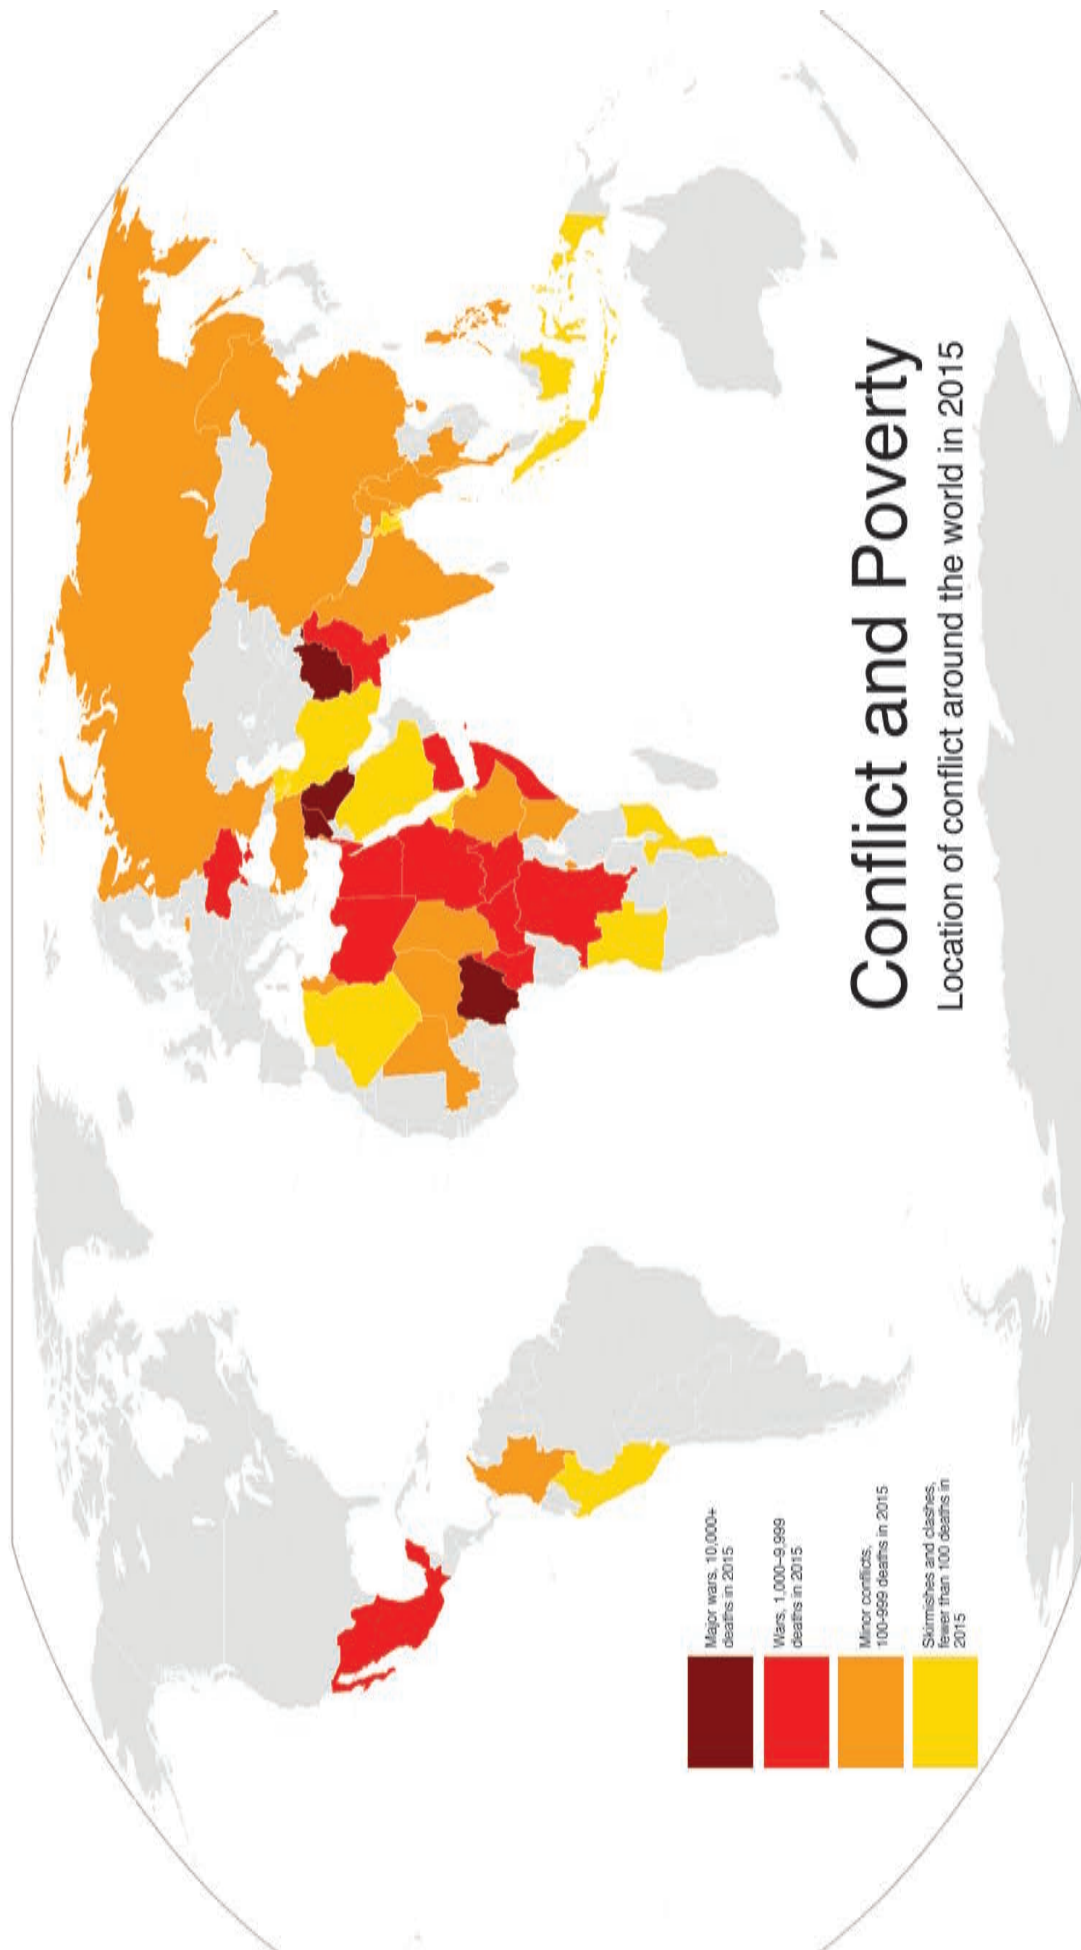 Conflict and Poverty
Location of conflict around the world in 2015
Major wars, 10,000+
deaths in 2015
Wars, 1,000–9,999
deaths in 2015
Minor conflicts,
100-999 deaths in 2015
Skirmishes and clashes,
fewer than 100 deaths in
2015